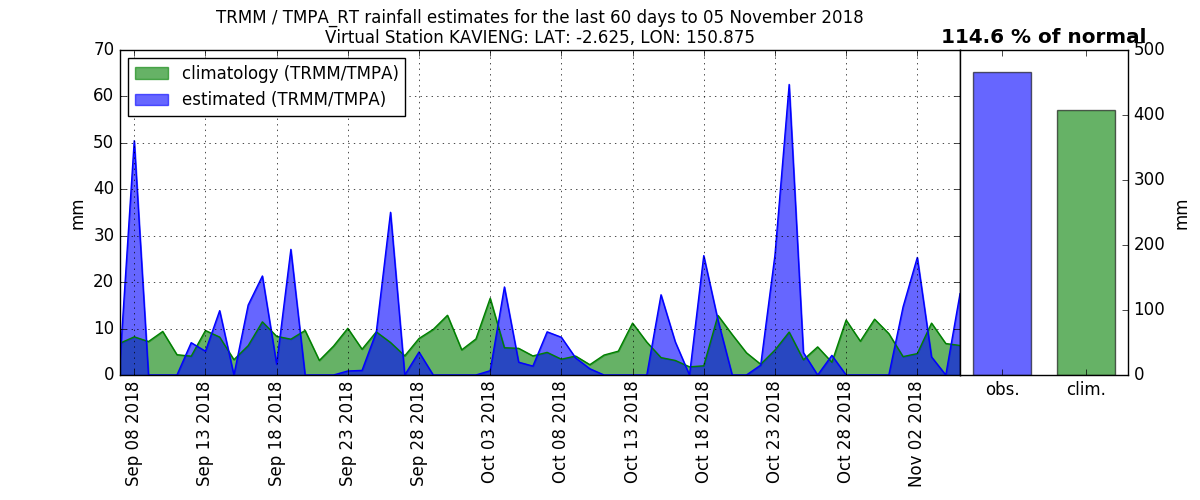 TRMM / TMPA_RT rainfall estimates for the last 60 days to 05 November 2018
Virtual Station KAVIENG: LAT: -2.625, LON: 150.875
114.6 % of normal
climatology (TRMM/TMPA)
estimated (TRMM/TMPA)
70
60
50
40
30
20
10
0
mm
Sep 08 2018
Sep 13 2018
Sep 18 2018
Sep 23 2018
Sep 28 2018
Oct 03 2018
Oct 08 2018
Oct 13 2018
Oct 18 2018
Oct 23 2018
Oct 28 2018
Nov 02 2018
obs.
clim.
500
400
300
200
100
0
mm